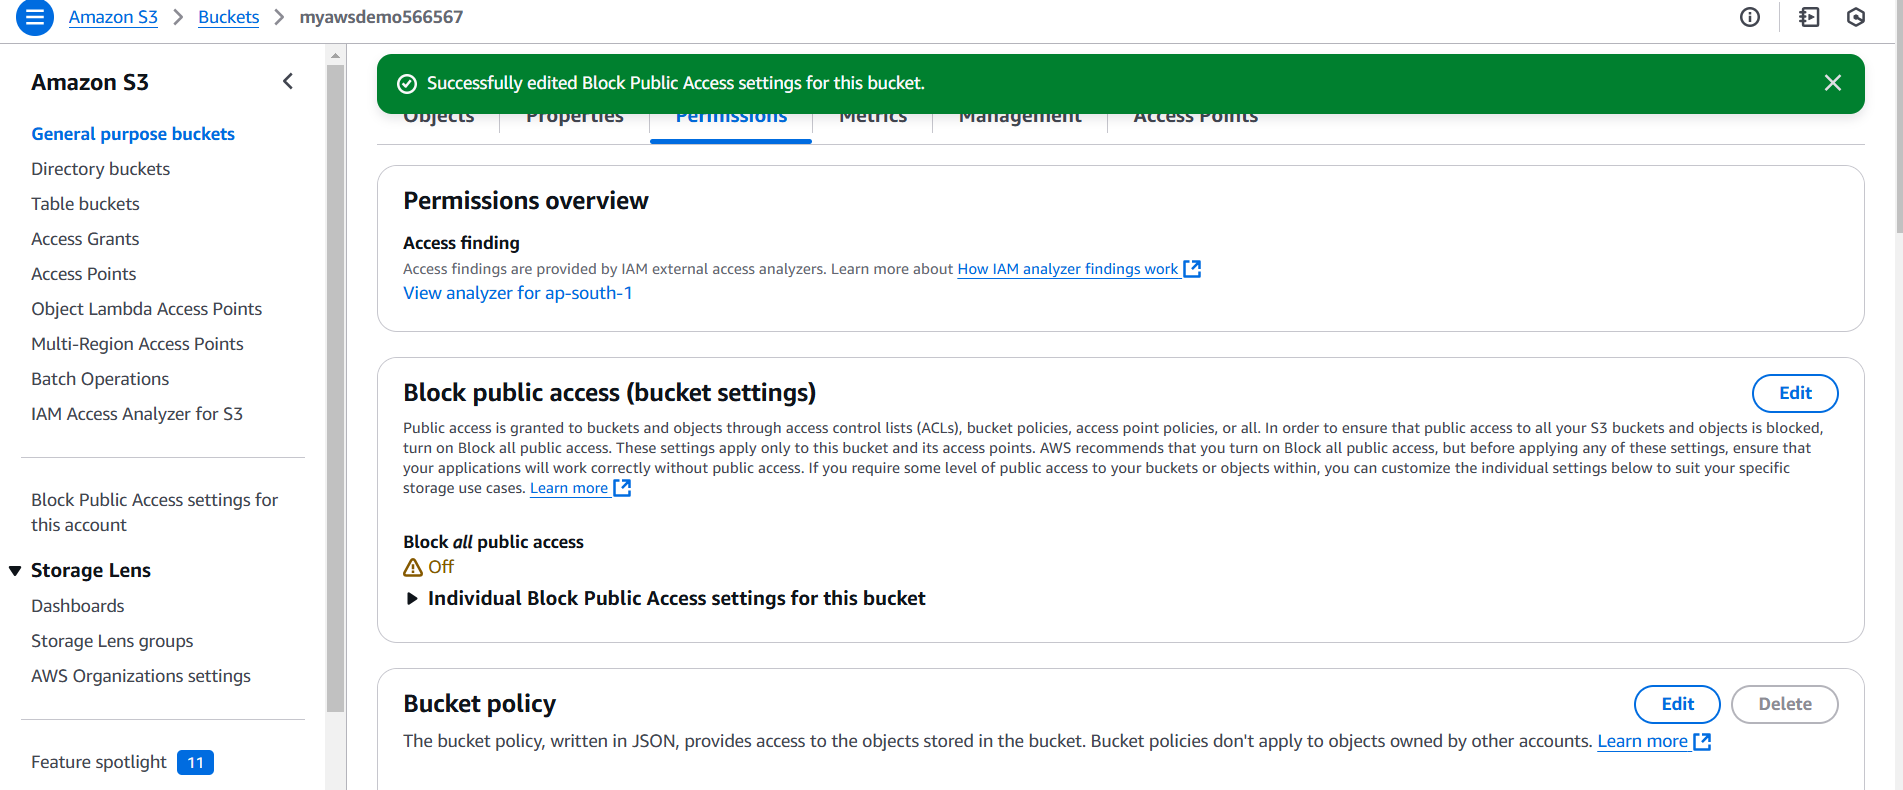 Amazon S3 > Buckets > myawsdemo566567
Amazon S3
General purpose buckets
Directory buckets
Table buckets
Access Grants
Access Points
Object Lambda Access Points
Multi-Region Access Points
Batch Operations
IAM Access Analyzer for S3
Block Public Access settings for
this account
Storage Lens
Dashboards
Storage Lens groups
AWS Organizations settings
Feature spotlight 11
Successfully edited Block Public Access settings for this bucket.
Objects Properties Permissions Metrics Management Access Points
Permissions overview
Access finding
Access findings are provided by IAM external access analyzers. Learn more about How IAM analyzer findings work
View analyzer for ap-south-1
Block public access (bucket settings) Edit
Public access is granted to buckets and objects through access control lists (ACLs), bucket policies, access point policies, or all. In order to ensure that public access to all your S3 buckets and objects is blocked,
turn on Block all public access. These settings apply only to this bucket and its access points. AWS recommends that you turn on Block all public access, but before applying any of these settings, ensure that
your applications will work correctly without public access. If you require some level of public access to your buckets or objects within, you can customize the individual settings below to suit your specific
storage use cases. Learn more
Block all public access
Off
Individual Block Public Access settings for this bucket
Bucket policy Edit Delete
The bucket policy, written in JSON, provides access to the objects stored in the bucket. Bucket policies don't apply to objects owned by other accounts. Learn more